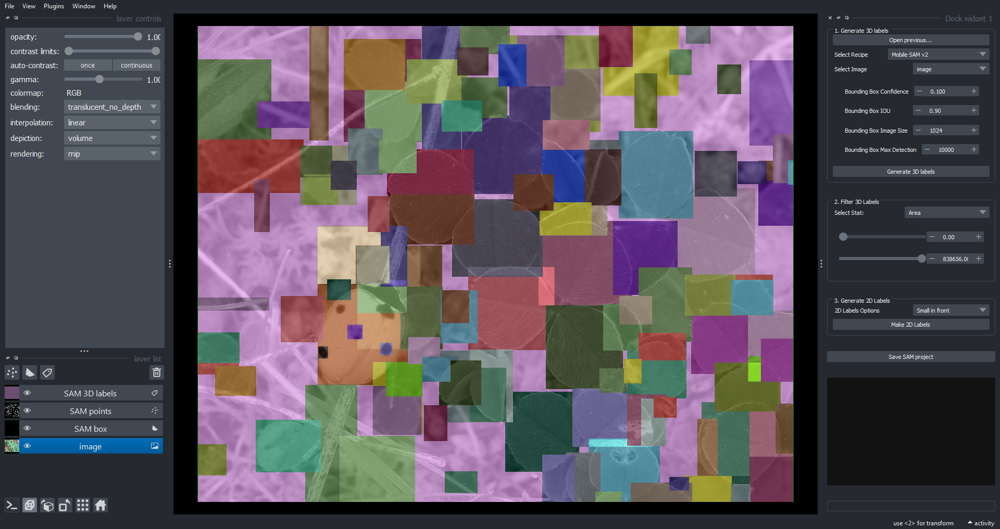 File View Plugins Window Help
layer controls
opacity: 1.00
contrast limits:
auto-contrast: once continuous
gamma: 1.00
colormap: RGB
blending: translucent_no_depth
interpolation: linear
depiction: volume
rendering: mip
layer list
SAM 3D labels
SAM points
SAM box
image
Dock widget 1
1. Generate 3D labels
Open previous...
Select Recipe Mobile SAM v2
Select Image image
Bounding Box Confidence 0.100
Bounding Box IOU 0.90
Bounding Box Image Size 1024
Bounding Box Max Detection 10000
Generate 3D labels
2. Filter 3D Labels
Select Stat: Area
0.00
838656.00
3. Generate 2D Labels
2D Labels Options Small in front
Make 2D Labels
Save SAM project
use <2> for transform activity